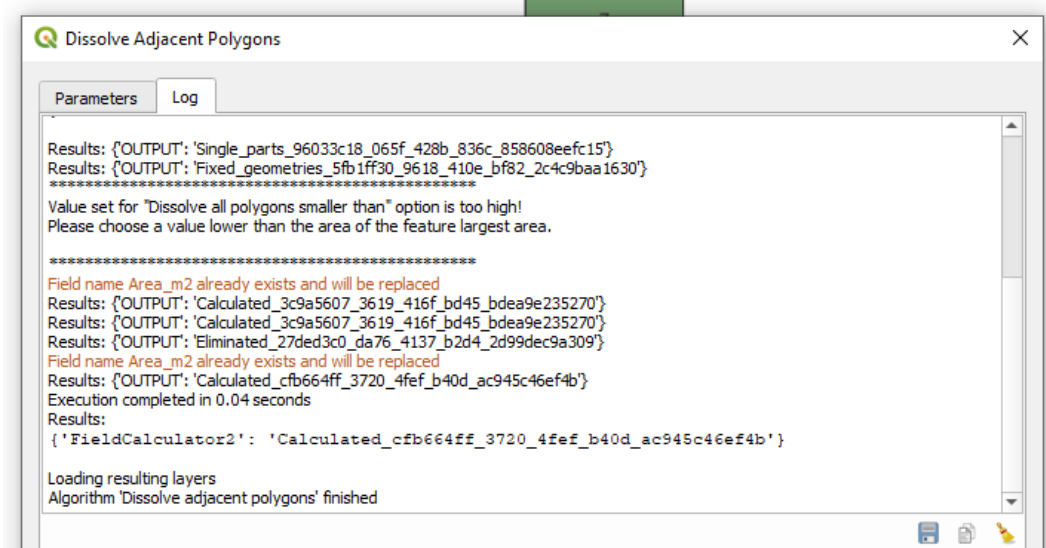 Dissolve Adjacent Polygons
Parameters
Log
Results: {'OUTPUT': 'Single_parts_96033c18_065f_428b_836c_858608eefc15'}
Results: {'OUTPUT': 'Fixed_geometries_5fb1ff30_9618_410e_bf82_2c4c9baa1630'}
**************************************************
Value set for "Dissolve all polygons smaller than" option is too high!
Please choose a value lower than the area of the feature largest area.
**************************************************
Field name Area_m2 already exists and will be replaced
Results: {'OUTPUT': 'Calculated_3c9a5607_3619_416f_bd45_bdea9e235270'}
Results: {'OUTPUT': 'Calculated_3c9a5607_3619_416f_bd45_bdea9e235270'}
Results: {'OUTPUT': 'Eliminated_27ded3c0_da76_4137_b2d4_2d99dec9a309'}
Field name Area_m2 already exists and will be replaced
Results: {'OUTPUT': 'Calculated_cfb664ff_3720_4fef_b40d_ac945c46ef4b'}
Execution completed in 0.04 seconds
Results:
{'FieldCalculator2': 'Calculated_cfb664ff_3720_4fef_b40d_ac945c46ef4b'}
Loading resulting layers
Algorithm 'Dissolve adjacent polygons' finished